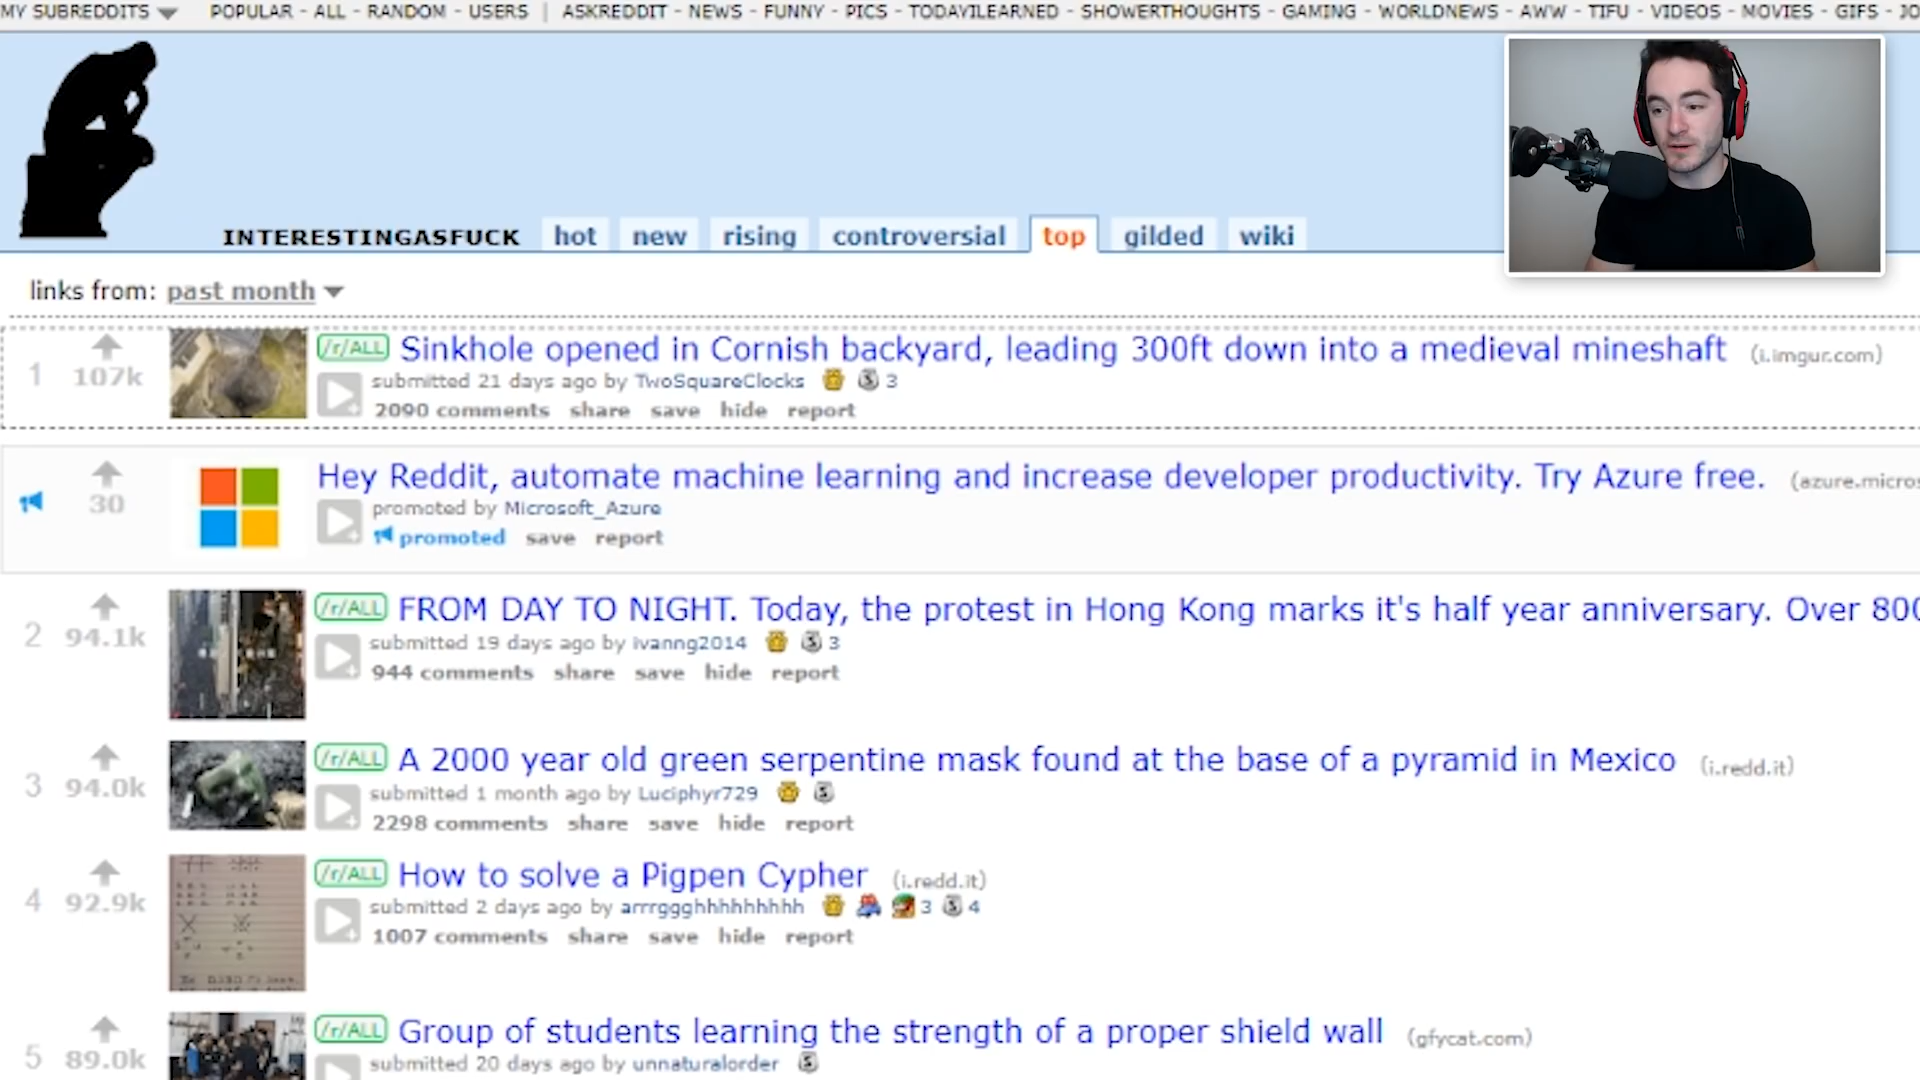 MY SUBREDDITS POPULAR - ALL - RANDOM - USERS | ASKREDDIT - NEWS - FUNNY - PICS - TODAYILEARNED - SHOWERTHOUGHTS - GAMING - WORLDNEWS - AWW - TIFU - VIDEOS - MOVIES - GIFS - JO
INTERESTINGASFUCK hot new rising controversial top gilded wiki
links from: past month
1 107k /r/ALL Sinkhole opened in Cornish backyard, leading 300ft down into a medieval mineshaft (i.imgur.com)
submitted 21 days ago by TwoSquareClocks 3
2090 comments share save hide report
30 Hey Reddit, automate machine learning and increase developer productivity. Try Azure free. (azure.micros
promoted by Microsoft_Azure
promoted save report
2 94.1k /r/ALL FROM DAY TO NIGHT. Today, the protest in Hong Kong marks it's half year anniversary. Over 800
submitted 19 days ago by ivanng2014 3
944 comments share save hide report
3 94.0k /r/ALL A 2000 year old green serpentine mask found at the base of a pyramid in Mexico (i.redd.it)
submitted 1 month ago by Luciphyr729
2298 comments share save hide report
4 92.9k /r/ALL How to solve a Pigpen Cypher (i.redd.it)
submitted 2 days ago by 3 4
1007 comments share save hide report
5 89.0k /r/ALL Group of students learning the strength of a proper shield wall (gfycat.com)
submitted 20 days ago by unnaturalorder